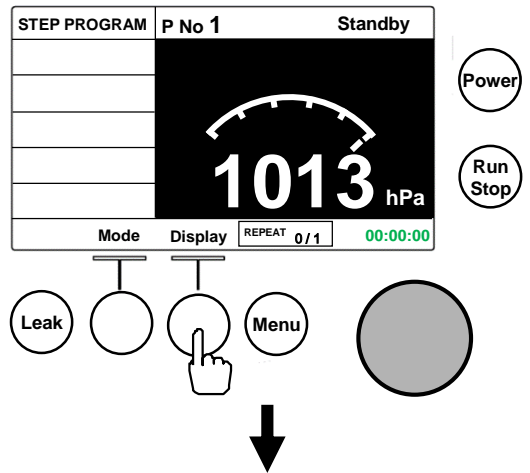 STEP PROGRAM P No 1 Standby
Power
1013 hPa
Run
Stop
Mode Display REPEAT 0/1 00:00:00
Leak Menu